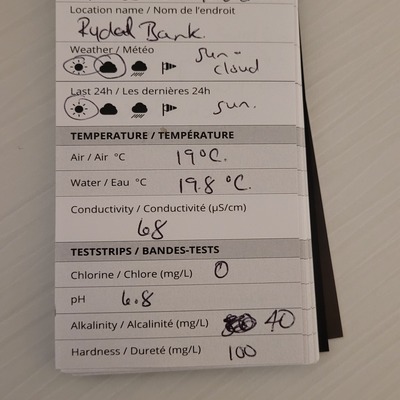 Location name / Nom de l'endroit
Rydal Bank.
Weather / Météo
sun -
cloud
Last 24h / Les dernières 24h
sun.
TEMPERATURE / TEMPÉRATURE
Air / Air °C 19°C.
Water / Eau °C 19.8 °C.
Conductivity / Conductivité (µS/cm)
68
TESTSTRIPS / BANDES-TESTS
Chlorine / Chlore (mg/L) 0
pH 6.8
Alkalinity / Alcalinité (mg/L) 40
Hardness / Dureté (mg/L) 100